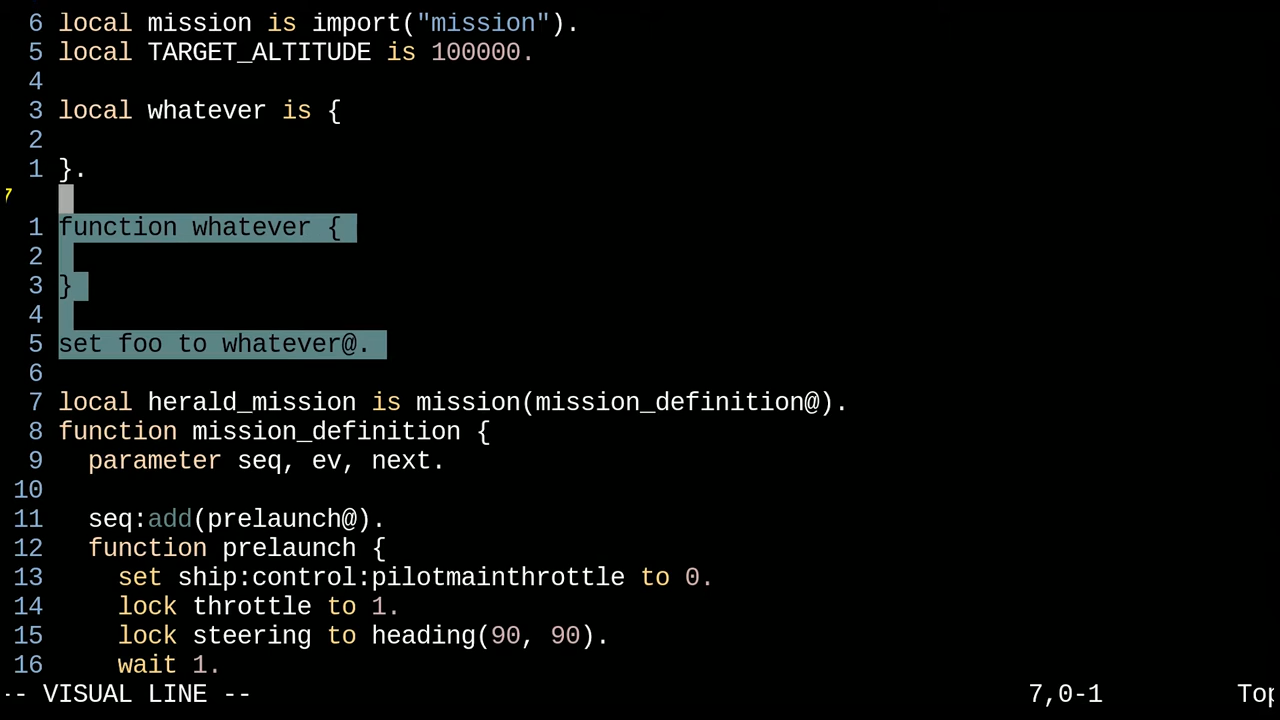 6 local mission is import("mission").
5 local TARGET_ALTITUDE is 100000.
4
3 local whatever is {
2
1 }.
7
1 function whatever {
2
3 }
4
5 set foo to whatever@.
6
7 local herald_mission is mission(mission_definition@).
8 function mission_definition {
9   parameter seq, ev, next.
10
11   seq:add(prelaunch@).
12   function prelaunch {
13     set ship:control:pilotmainthrottle to 0.
14     lock throttle to 1.
15     lock steering to heading(90, 90).
16     wait 1.
-- VISUAL LINE -- 7,0-1 Top